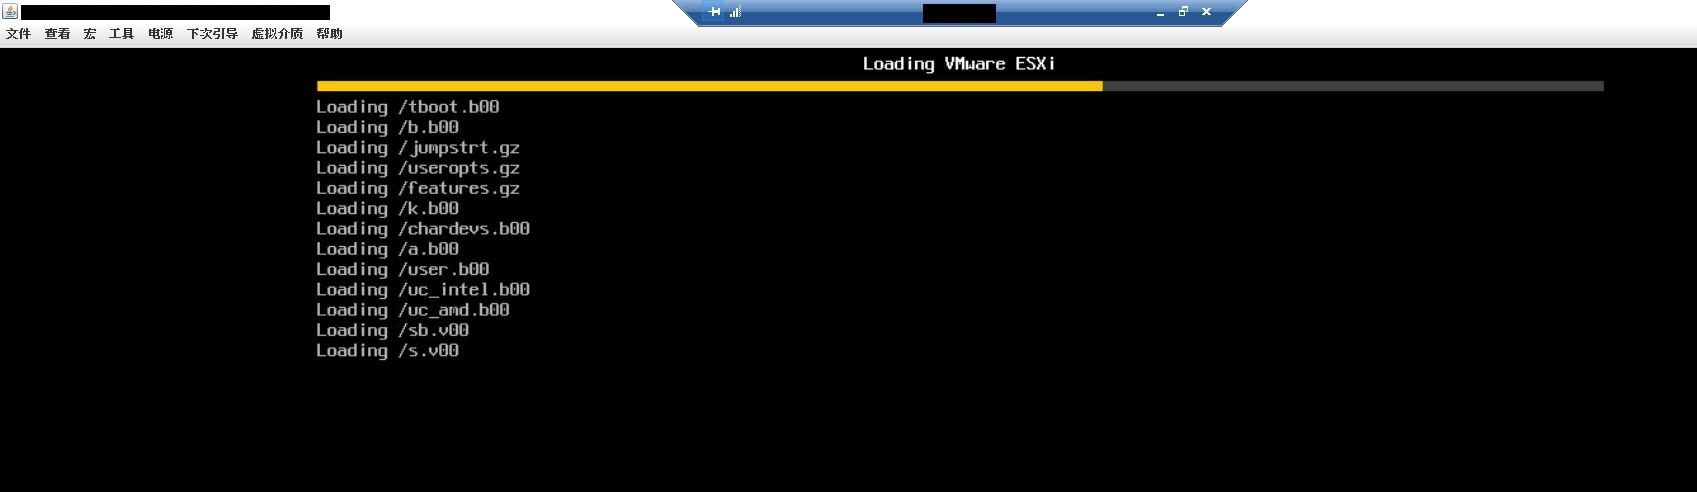 文件 查看 宏 工具 电源 下次引导 虚拟介质 帮助
Loading VMware ESXi
Loading /tboot.b00
Loading /b.b00
Loading /jumpstrt.gz
Loading /useropts.gz
Loading /features.gz
Loading /k.b00
Loading /chardevs.b00
Loading /a.b00
Loading /user.b00
Loading /uc_intel.b00
Loading /uc_amd.b00
Loading /sb.v00
Loading /s.v00